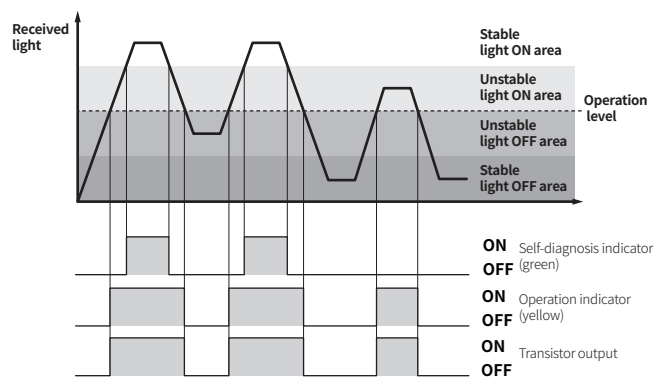 Received
light
Stable
light ON area
Unstable
light ON area
Operation
level
Unstable
light OFF area
Stable
light OFF area
ON
OFF
Self-diagnosis indicator
(green)
ON
OFF
Operation indicator
(yellow)
ON
OFF
Transistor output